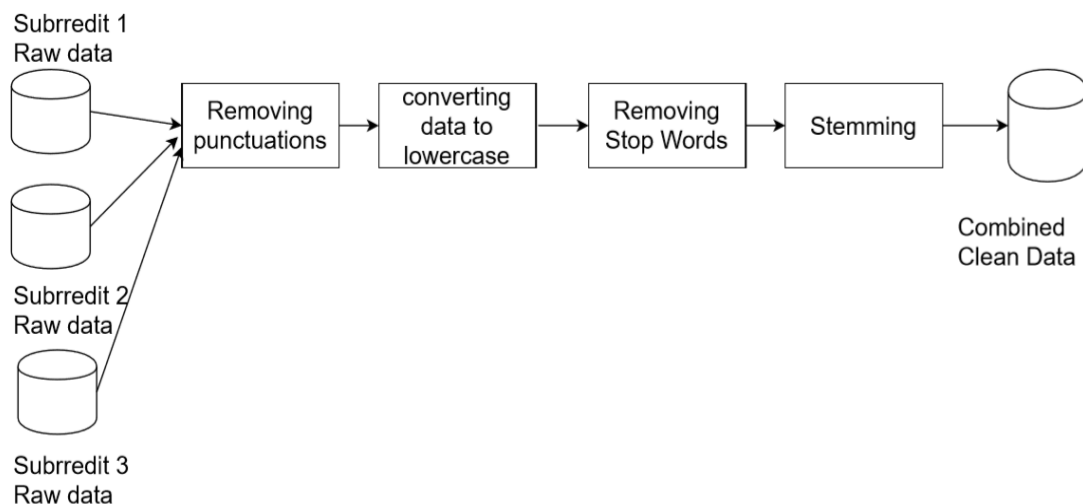 Subrredit 1
Raw data
Removing
punctuations
converting
data to
lowercase
Removing
Stop Words
Stemming
Combined
Clean Data
Subrredit 2
Raw data
Subrredit 3
Raw data